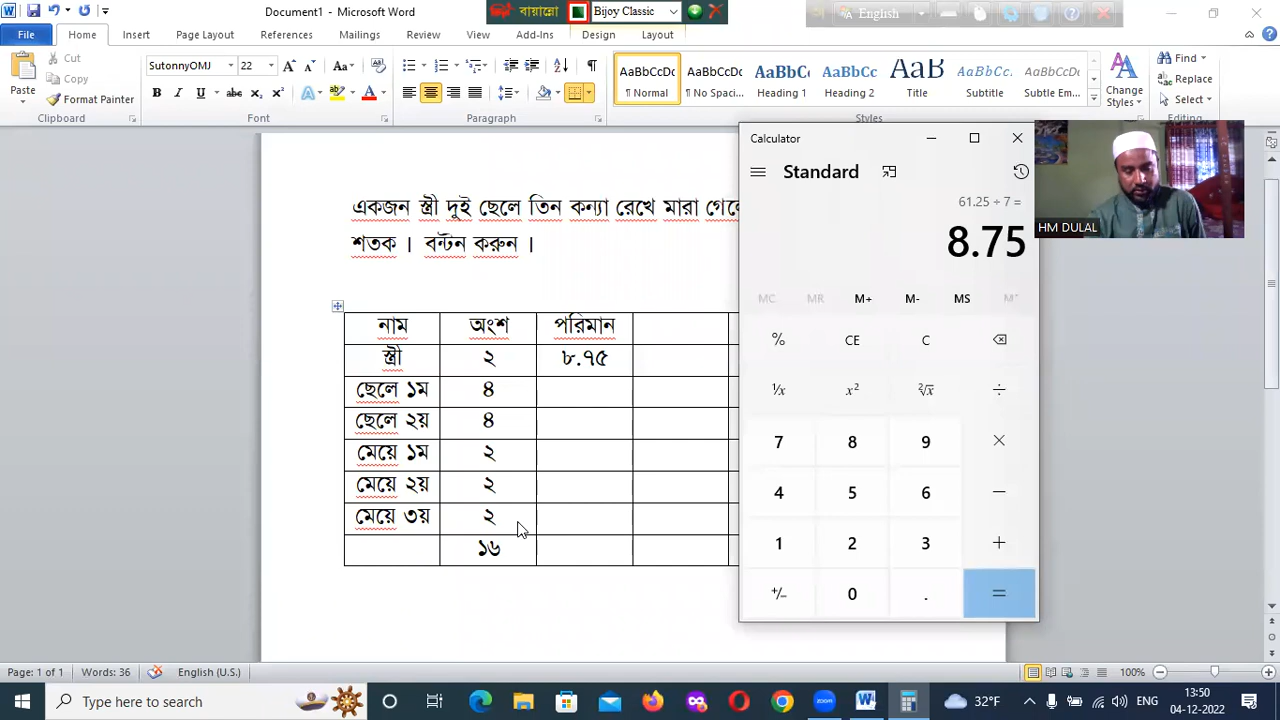 Document1 - Microsoft Word
বায়ান্নো
Bijoy Classic
English
File
Home
Insert
Page Layout
References
Mailings
Review
View
Add-Ins
Design
Layout
Cut
Copy
Format Painter
Paste
Clipboard
SutonnyOMJ
22
Font
Paragraph
AaBbCcDc
¶ Normal
AaBbCcDc
¶ No Spaci...
AaBbC(
Heading 1
AaBbCc
Heading 2
AaB
Title
AaBbCcL
Subtitle
AaBbCcDc
Subtle Em...
Change
Styles
Styles
Find
Replace
Select
Editing
একজন স্ত্রী দুই ছেলে তিন কন্যা রেখে মারা গেলে
শতক । বন্টন করুন ।
নাম অংশ পরিমান
স্ত্রী ২ ৮.৭৫
ছেলে ১ম 4
ছেলে ২য় 4
মেয়ে ১ম ২
মেয়ে ২য় ২
মেয়ে ৩য় ২
১৬
Calculator
Standard
61.25 ÷ 7 =
8.75
MC MR M+ M- MS
% CE C
¹/x x² ²√x ÷
7 8 9 ×
4 5 6 −
1 2 3 +
+/− 0 . =
HM DULAL
Page: 1 of 1
Words: 36
English (U.S.)
100%
Type here to search
32°F
ENG
13:50
04-12-2022